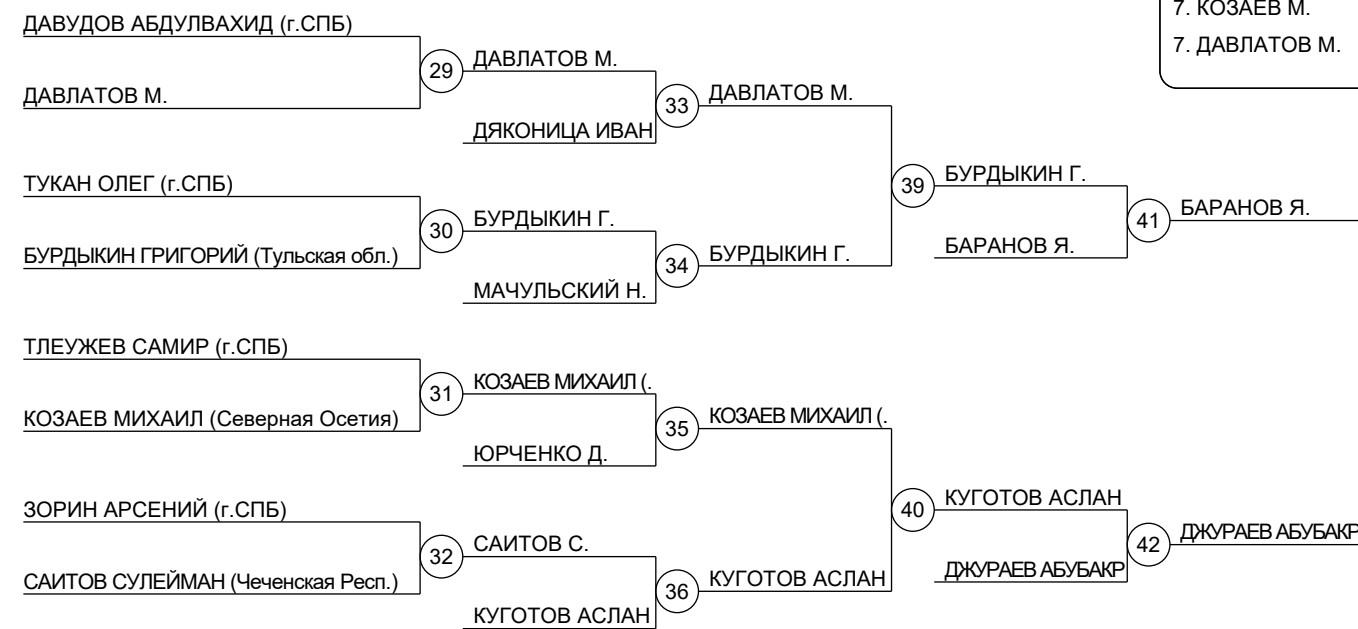 7. КОЗАЕВ М.
7. ДАВЛАТОВ М.
ДАВУДОВ АБДУЛВАХИД (г.СПБ)
ДАВЛАТОВ М.
29
ДАВЛАТОВ М.
ДЯКОНИЦА ИВАН
33
ДАВЛАТОВ М.
ТУКАН ОЛЕГ (г.СПБ)
БУРДЫКИН ГРИГОРИЙ (Тульская обл.)
30
БУРДЫКИН Г.
МАЧУЛЬСКИЙ Н.
34
БУРДЫКИН Г.
39
БУРДЫКИН Г.
БАРАНОВ Я.
41
БАРАНОВ Я.
ТЛЕУЖЕВ САМИР (г.СПБ)
КОЗАЕВ МИХАИЛ (Северная Осетия)
31
КОЗАЕВ МИХАИЛ (.
ЮРЧЕНКО Д.
35
КОЗАЕВ МИХАИЛ (.
ЗОРИН АРСЕНИЙ (г.СПБ)
САИТОВ СУЛЕЙМАН (Чеченская Респ.)
32
САИТОВ С.
КУГОТОВ АСЛАН
36
КУГОТОВ АСЛАН
40
КУГОТОВ АСЛАН
ДЖУРАЕВ АБУБАКР
42
ДЖУРАЕВ АБУБАКР